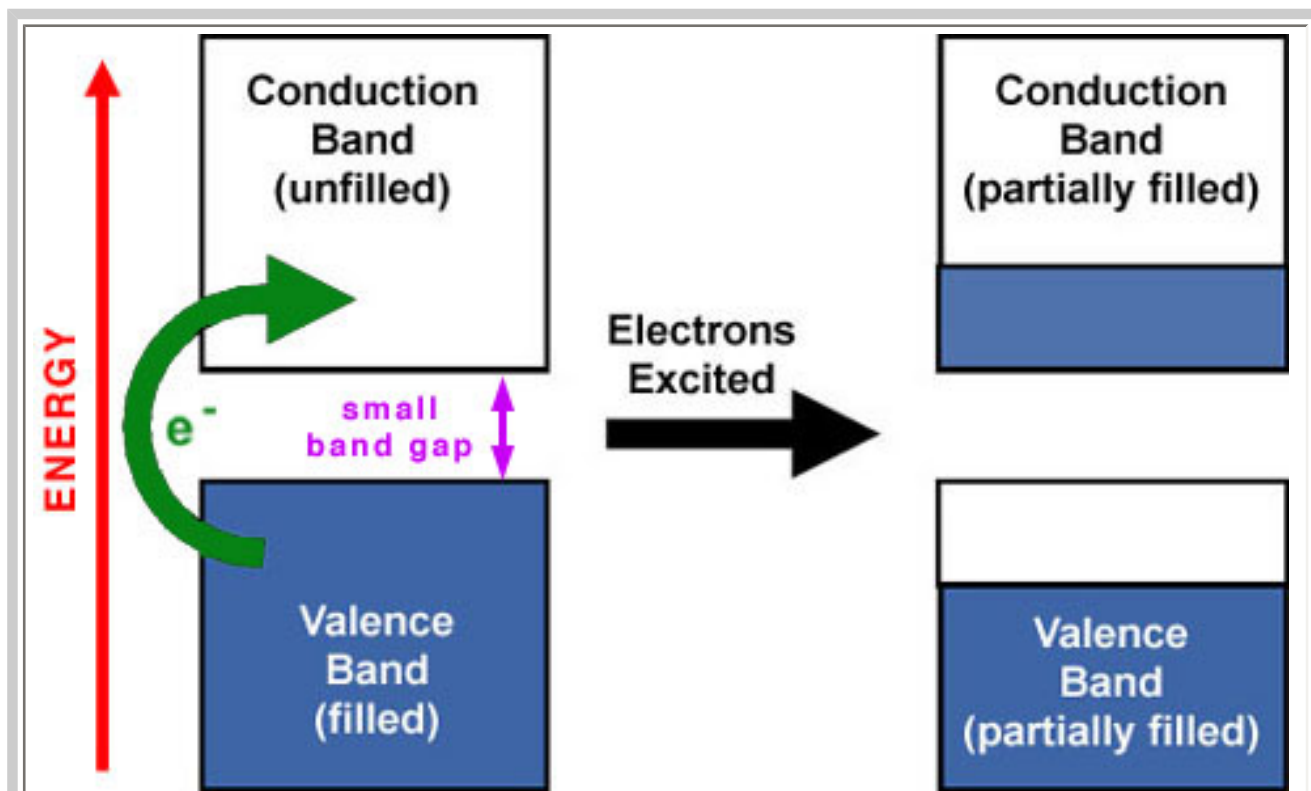 ENERGY
Conduction
Band
(unfilled)
e-
small
band gap
Valence
Band
(filled)
Electrons
Excited
Conduction
Band
(partially filled)
Valence
Band
(partially filled)